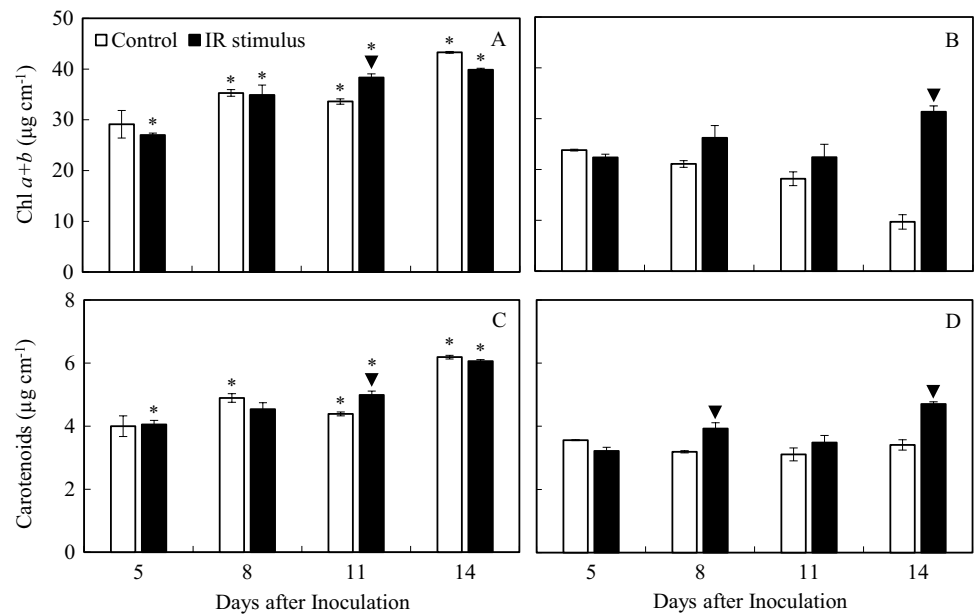 50
40
30
20
10
0
Chl a+b (µg cm⁻¹)
Control IR stimulus
A
* * * * * * *
B
8
6
4
2
0
Carotenoids (µg cm⁻¹)
C
* * * * * *
D
5 8 11 14
5 8 11 14
Days after Inoculation
Days after Inoculation